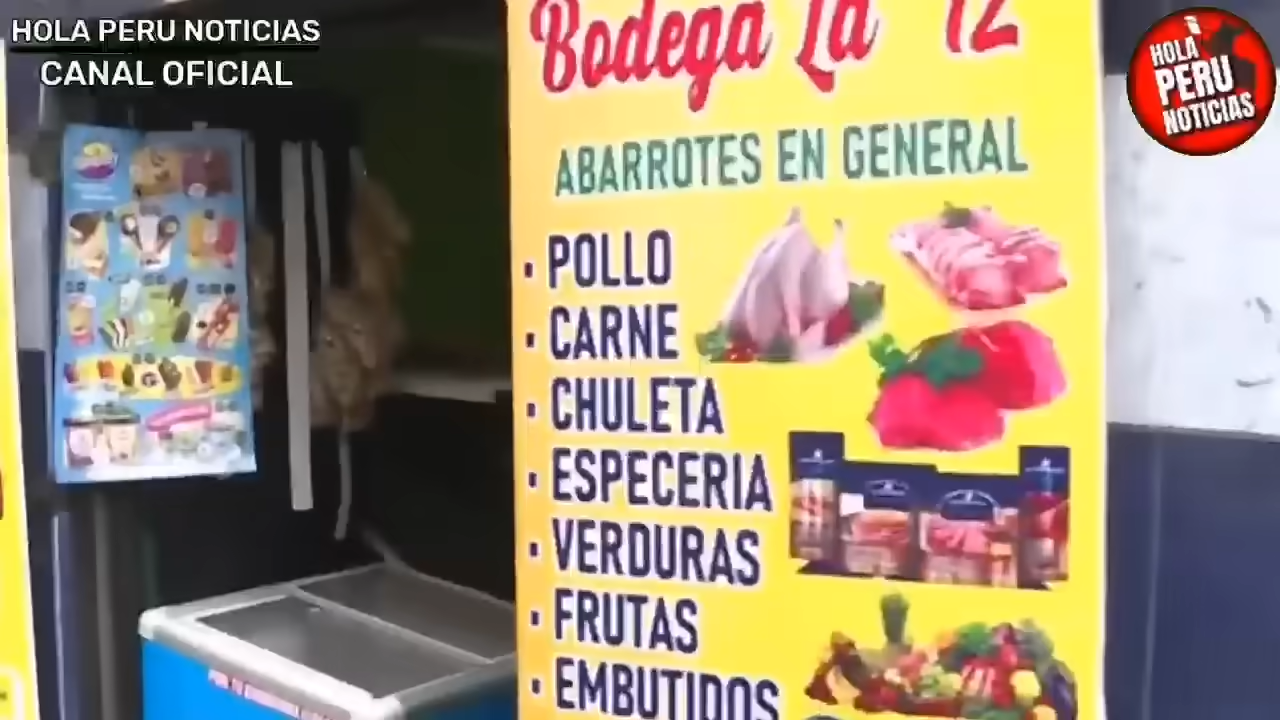 HOLA PERU NOTICIAS
CANAL OFICIAL
HOLA
PERU
NOTICIAS
Bodega La 12
ABARROTES EN GENERAL
· POLLO
· CARNE
· CHULETA
· ESPECERIA
· VERDURAS
· FRUTAS
· EMBUTIDOS